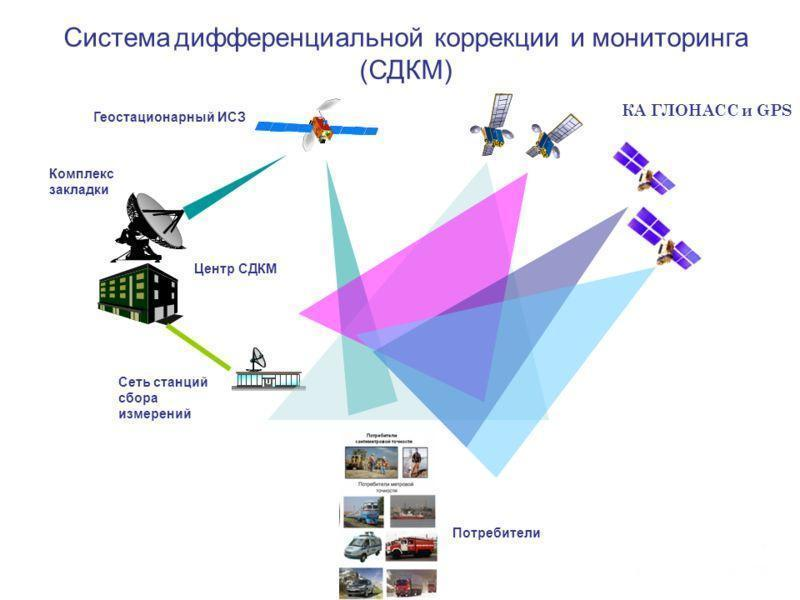 Система дифференциальной коррекции и мониторинга
(СДКМ)
Геостационарный ИСЗ
КА ГЛОНАСС и GPS
Комплекс
закладки
Центр СДКМ
Сеть станций
сбора
измерений
Потребители
сантиметровой точности
Потребители метровой
точности
Потребители